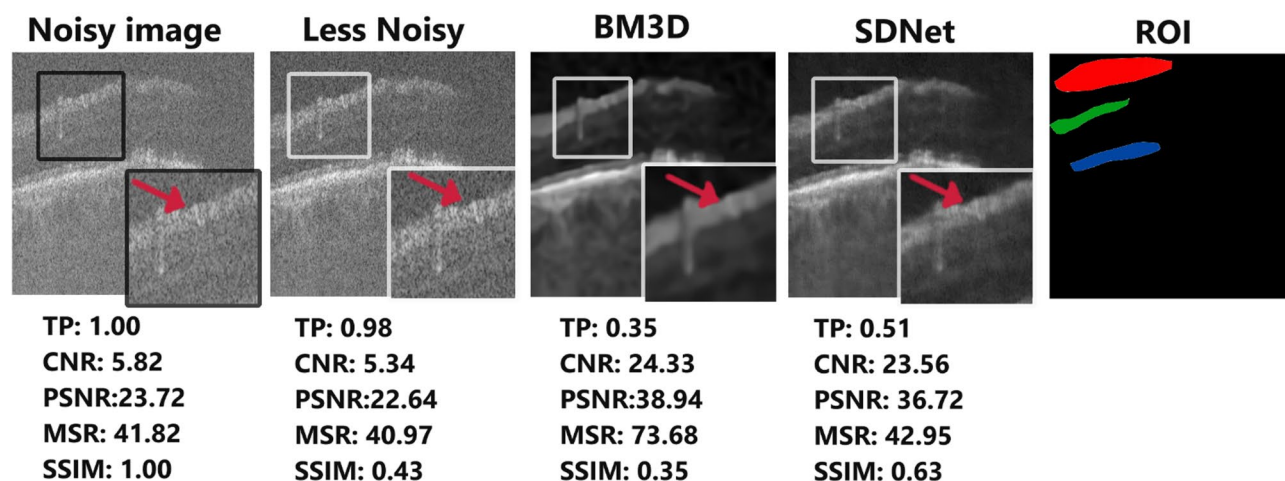 Noisy image
Less Noisy
BM3D
SDNet
ROI
TP: 1.00
CNR: 5.82
PSNR:23.72
MSR: 41.82
SSIM: 1.00
TP: 0.98
CNR: 5.34
PSNR:22.64
MSR: 40.97
SSIM: 0.43
TP: 0.35
CNR: 24.33
PSNR:38.94
MSR: 73.68
SSIM: 0.35
TP: 0.51
CNR: 23.56
PSNR: 36.72
MSR: 42.95
SSIM: 0.63